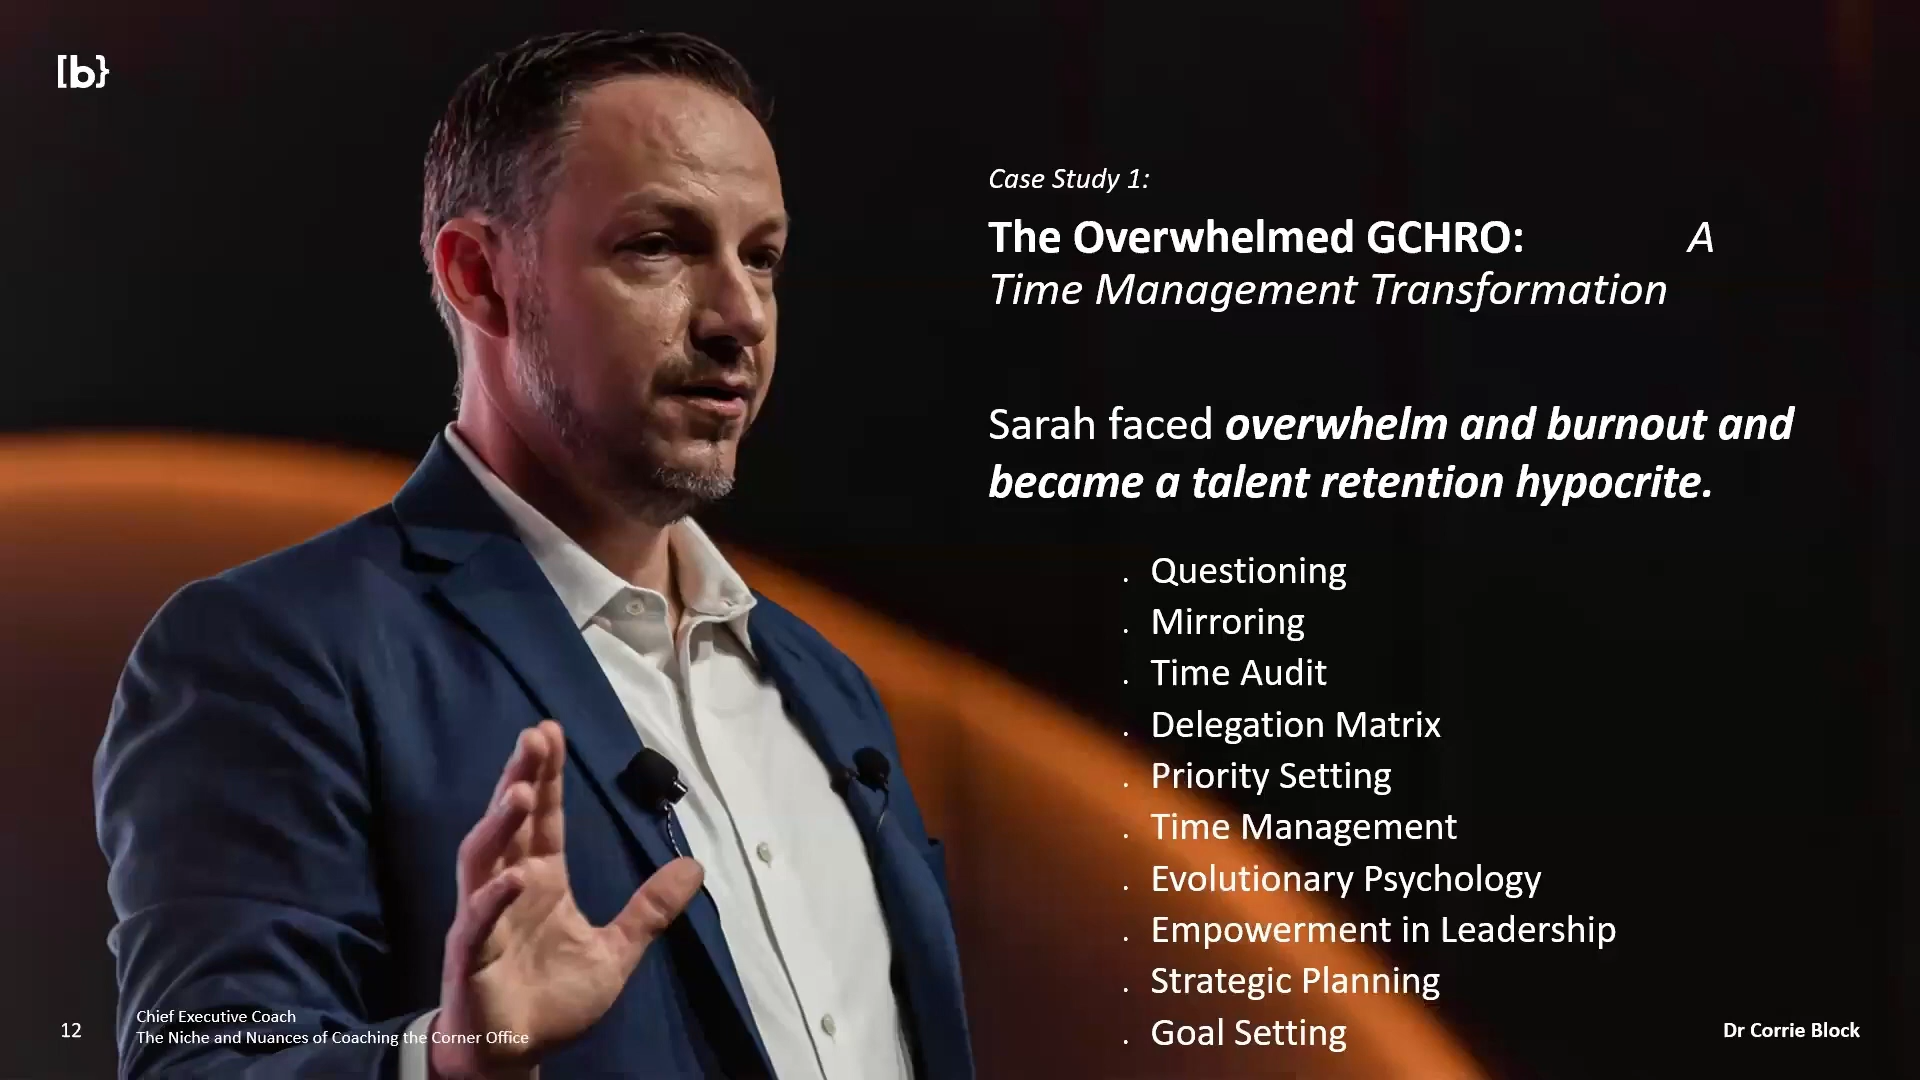 [b}
Case Study 1:
The Overwhelmed GCHRO: A
Time Management Transformation
Sarah faced overwhelm and burnout and
became a talent retention hypocrite.
. Questioning
. Mirroring
. Time Audit
. Delegation Matrix
. Priority Setting
. Time Management
. Evolutionary Psychology
. Empowerment in Leadership
. Strategic Planning
. Goal Setting
12
Chief Executive Coach
The Niche and Nuances of Coaching the Corner Office
Dr Corrie Block